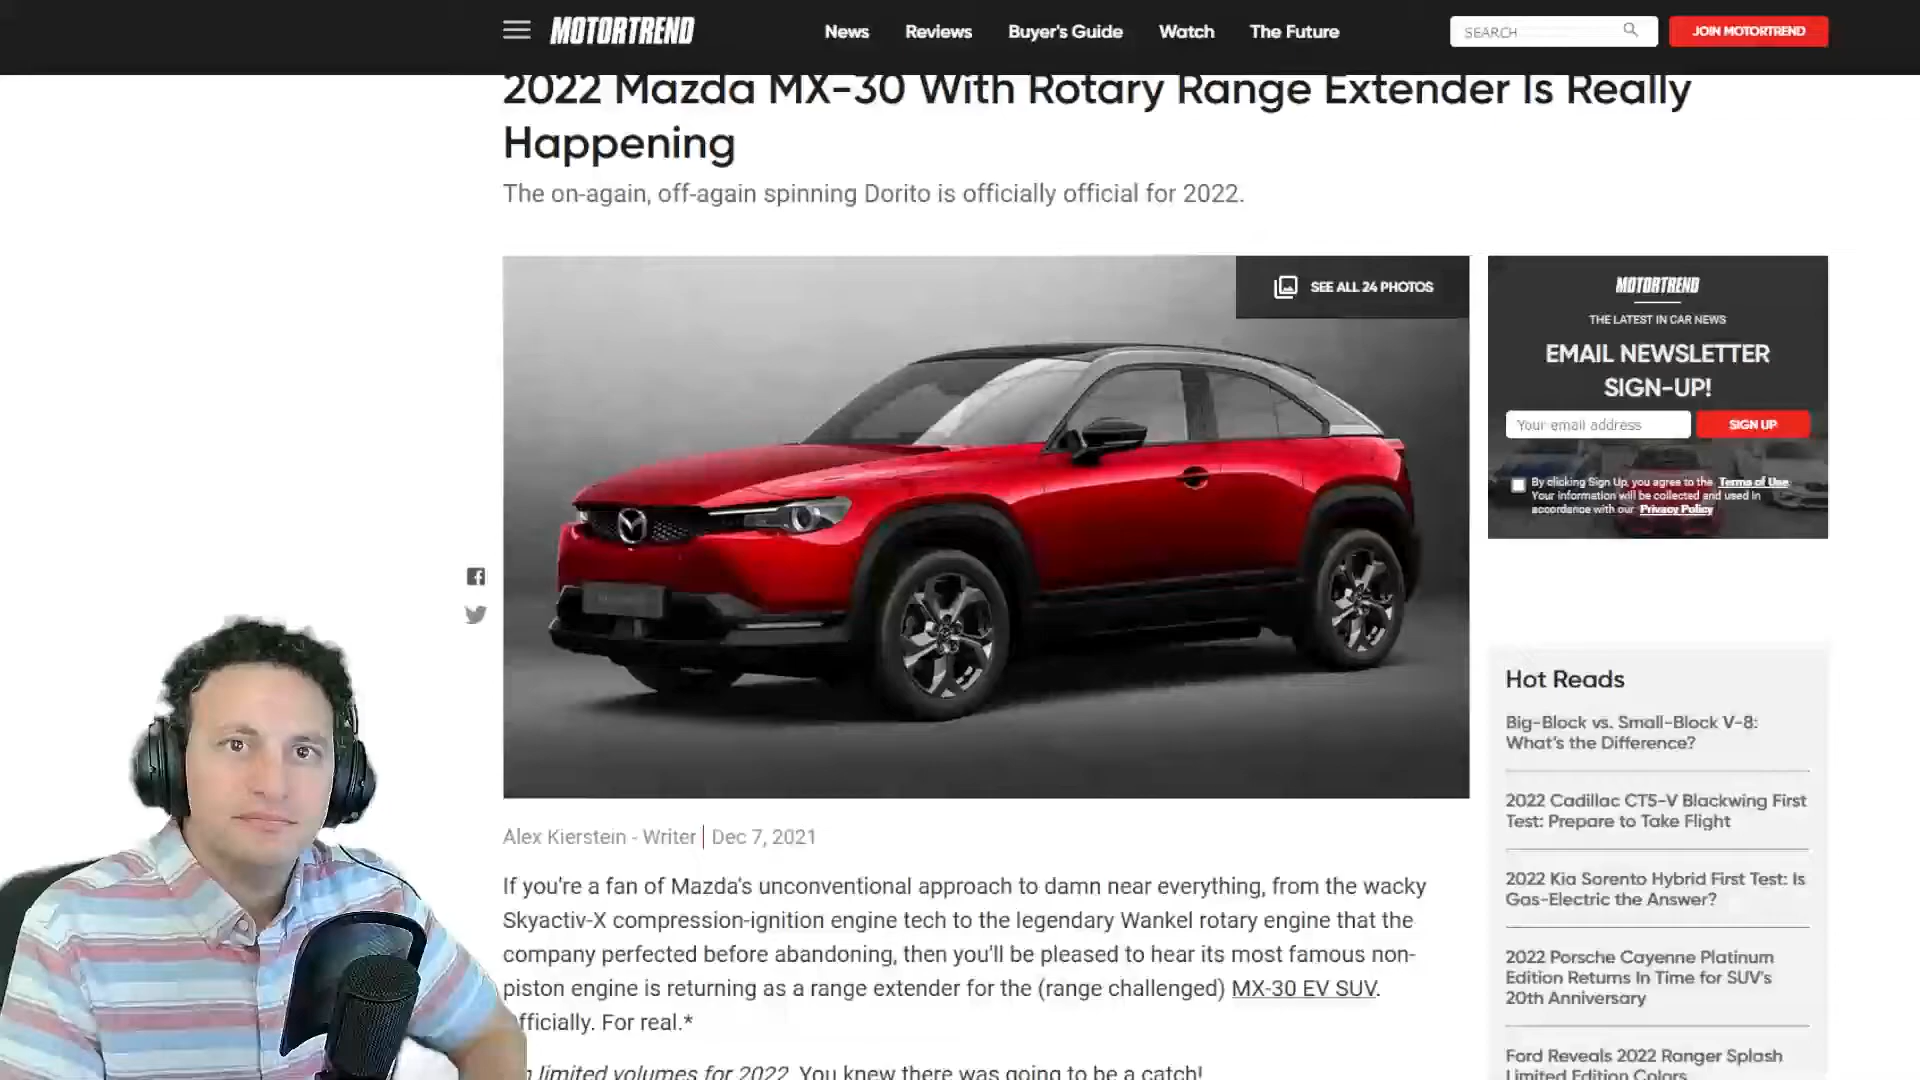 MOTORTREND
News
Reviews
Buyer's Guide
Watch
The Future
SEARCH
JOIN MOTORTREND
2022 Mazda MX-30 With Rotary Range Extender Is Really
Happening
The on-again, off-again spinning Dorito is officially official for 2022.
SEE ALL 24 PHOTOS
MOTORTREND
THE LATEST IN CAR NEWS
EMAIL NEWSLETTER
SIGN-UP!
Your email address
SIGN UP
By clicking Sign Up, you agree to the Terms of Use
Your information will be collected and used in
accordance with our Privacy Policy
Alex Kierstein - Writer | Dec 7, 2021
If you're a fan of Mazda's unconventional approach to damn near everything, from the wacky
Skyactiv-X compression-ignition engine tech to the legendary Wankel rotary engine that the
company perfected before abandoning, then you'll be pleased to hear its most famous non-
piston engine is returning as a range extender for the (range challenged) MX-30 EV SUV.
fficially. For real.*
n limited volumes for 2022. You knew there was going to be a catch!
Hot Reads
Big-Block vs. Small-Block V-8:
What's the Difference?
2022 Cadillac CT5-V Blackwing First
Test: Prepare to Take Flight
2022 Kia Sorento Hybrid First Test: Is
Gas-Electric the Answer?
2022 Porsche Cayenne Platinum
Edition Returns In Time for SUV's
20th Anniversary
Ford Reveals 2022 Ranger Splash
Limited Edition Colors